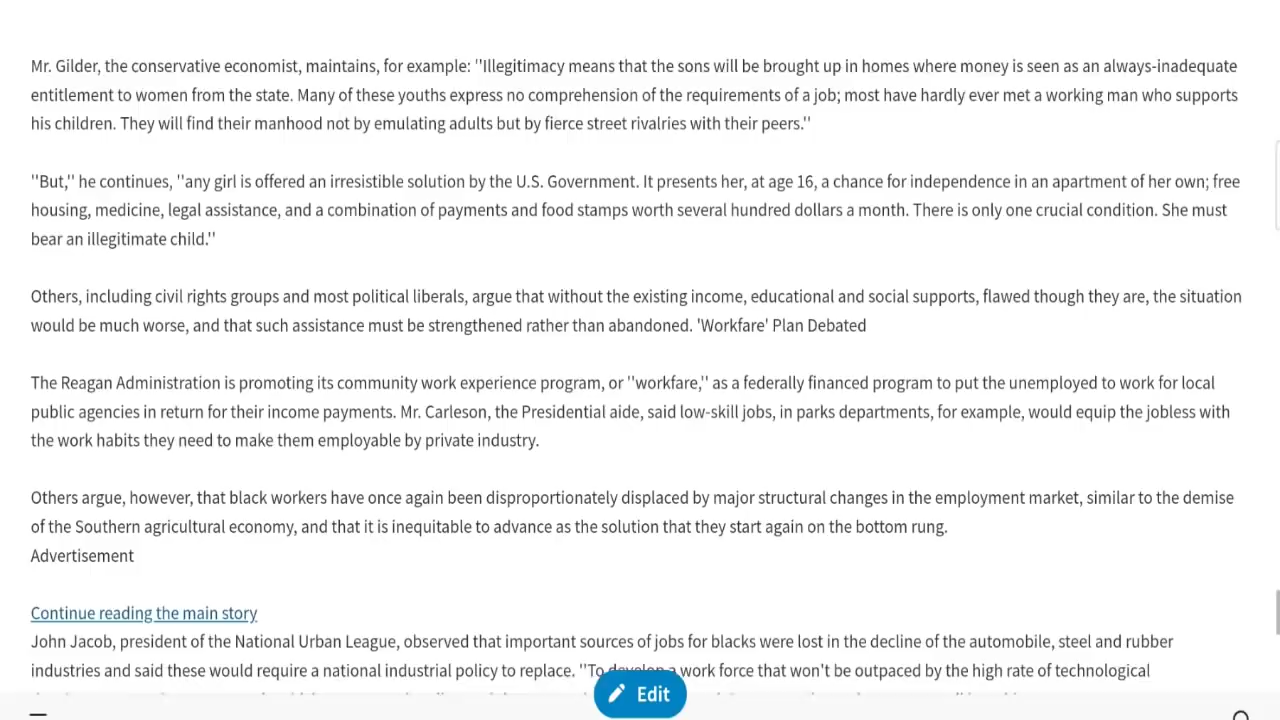 Mr. Gilder, the conservative economist, maintains, for example: ''Illegitimacy means that the sons will be brought up in homes where money is seen as an always-inadequate
entitlement to women from the state. Many of these youths express no comprehension of the requirements of a job; most have hardly ever met a working man who supports
his children. They will find their manhood not by emulating adults but by fierce street rivalries with their peers.''
''But,'' he continues, ''any girl is offered an irresistible solution by the U.S. Government. It presents her, at age 16, a chance for independence in an apartment of her own; free
housing, medicine, legal assistance, and a combination of payments and food stamps worth several hundred dollars a month. There is only one crucial condition. She must
bear an illegitimate child.''
Others, including civil rights groups and most political liberals, argue that without the existing income, educational and social supports, flawed though they are, the situation
would be much worse, and that such assistance must be strengthened rather than abandoned. 'Workfare' Plan Debated
The Reagan Administration is promoting its community work experience program, or ''workfare,'' as a federally financed program to put the unemployed to work for local
public agencies in return for their income payments. Mr. Carleson, the Presidential aide, said low-skill jobs, in parks departments, for example, would equip the jobless with
the work habits they need to make them employable by private industry.
Others argue, however, that black workers have once again been disproportionately displaced by major structural changes in the employment market, similar to the demise
of the Southern agricultural economy, and that it is inequitable to advance as the solution that they start again on the bottom rung.
Advertisement
Continue reading the main story
John Jacob, president of the National Urban League, observed that important sources of jobs for blacks were lost in the decline of the automobile, steel and rubber
industries and said these would require a national industrial policy to replace. ''To develop a work force that won't be outpaced by the high rate of technological
Edit